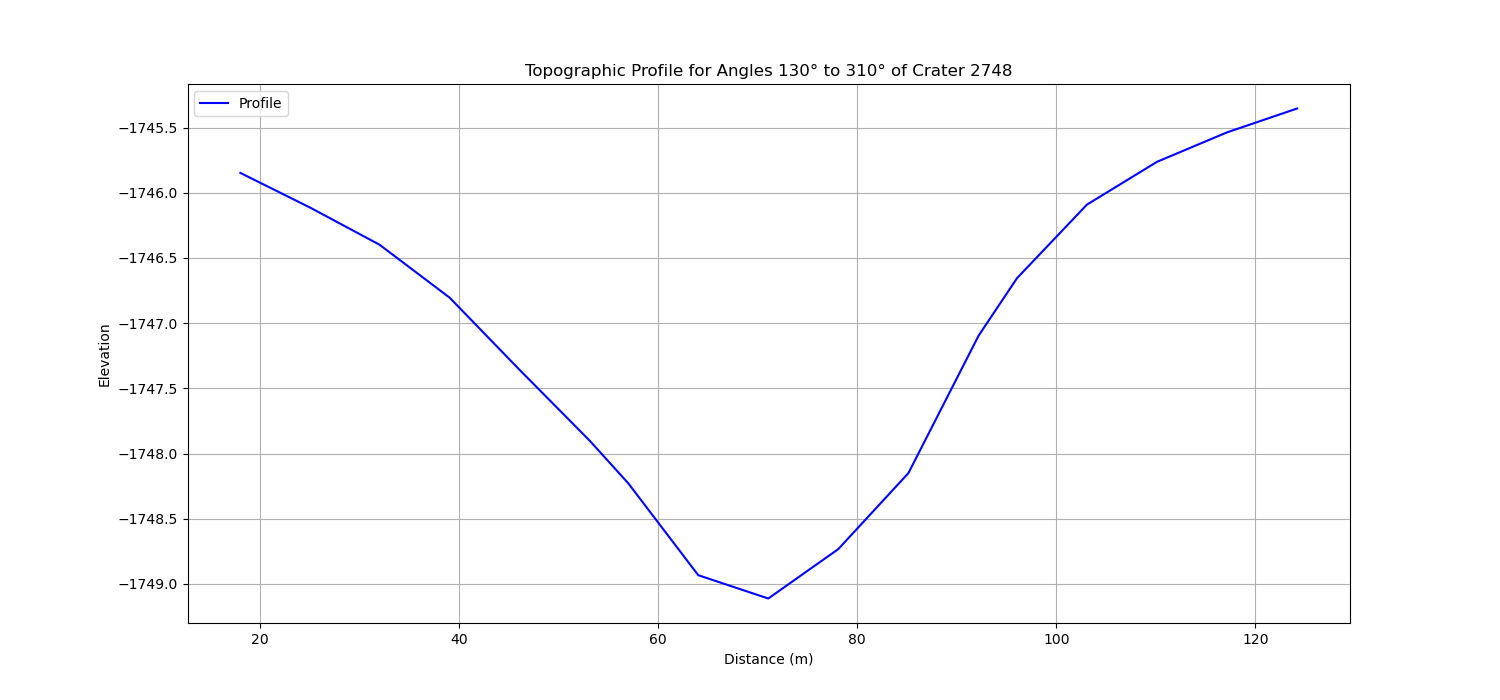 Topographic Profile for Angles 130° to 310° of Crater 2748
Profile
−1745.5
−1746.0
−1746.5
−1747.0
−1747.5
−1748.0
−1748.5
−1749.0
Elevation
20 40 60 80 100 120
Distance (m)